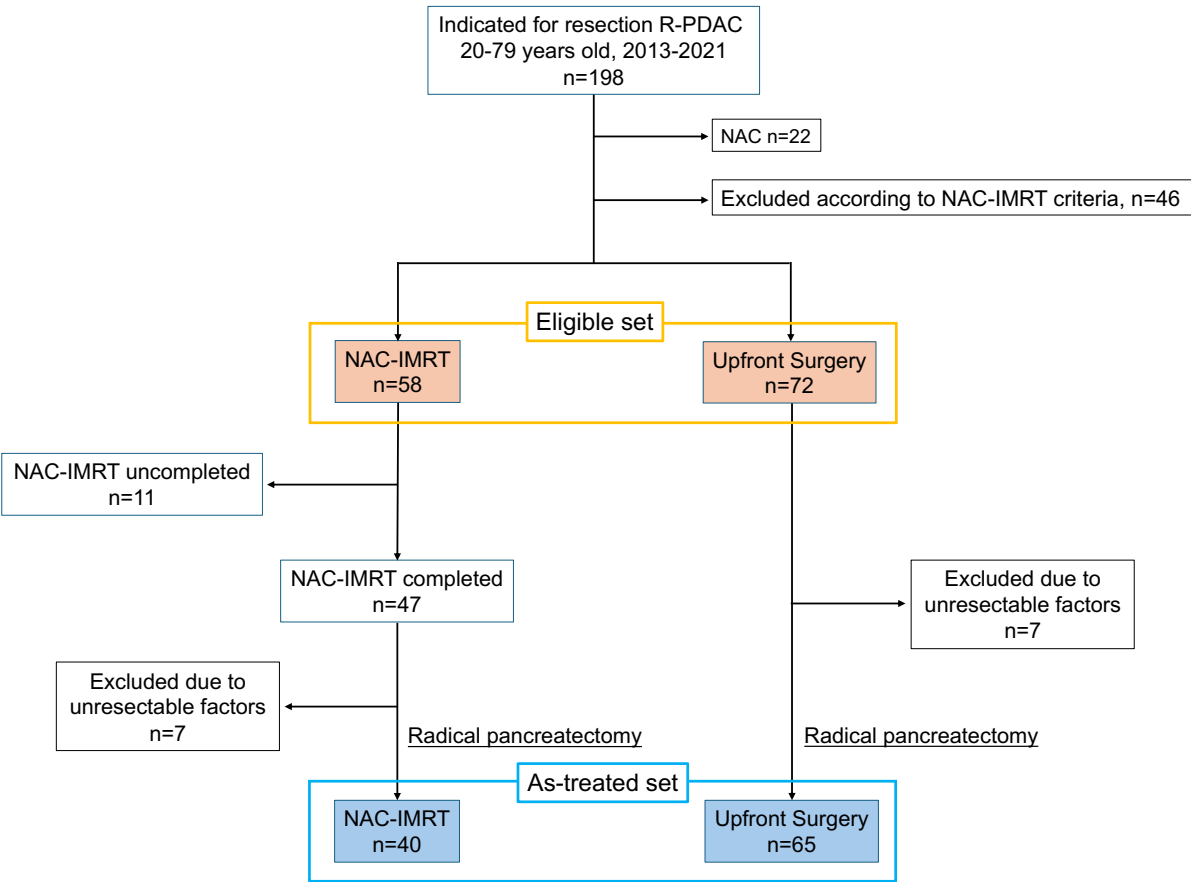 Indicated for resection R-PDAC
20-79 years old, 2013-2021
n=198
NAC n=22
Excluded according to NAC-IMRT criteria, n=46
Eligible set
NAC-IMRT
n=58
Upfront Surgery
n=72
NAC-IMRT uncompleted
n=11
NAC-IMRT completed
n=47
Excluded due to
unresectable factors
n=7
Excluded due to
unresectable factors
n=7
Radical pancreatectomy
Radical pancreatectomy
As-treated set
NAC-IMRT
n=40
Upfront Surgery
n=65